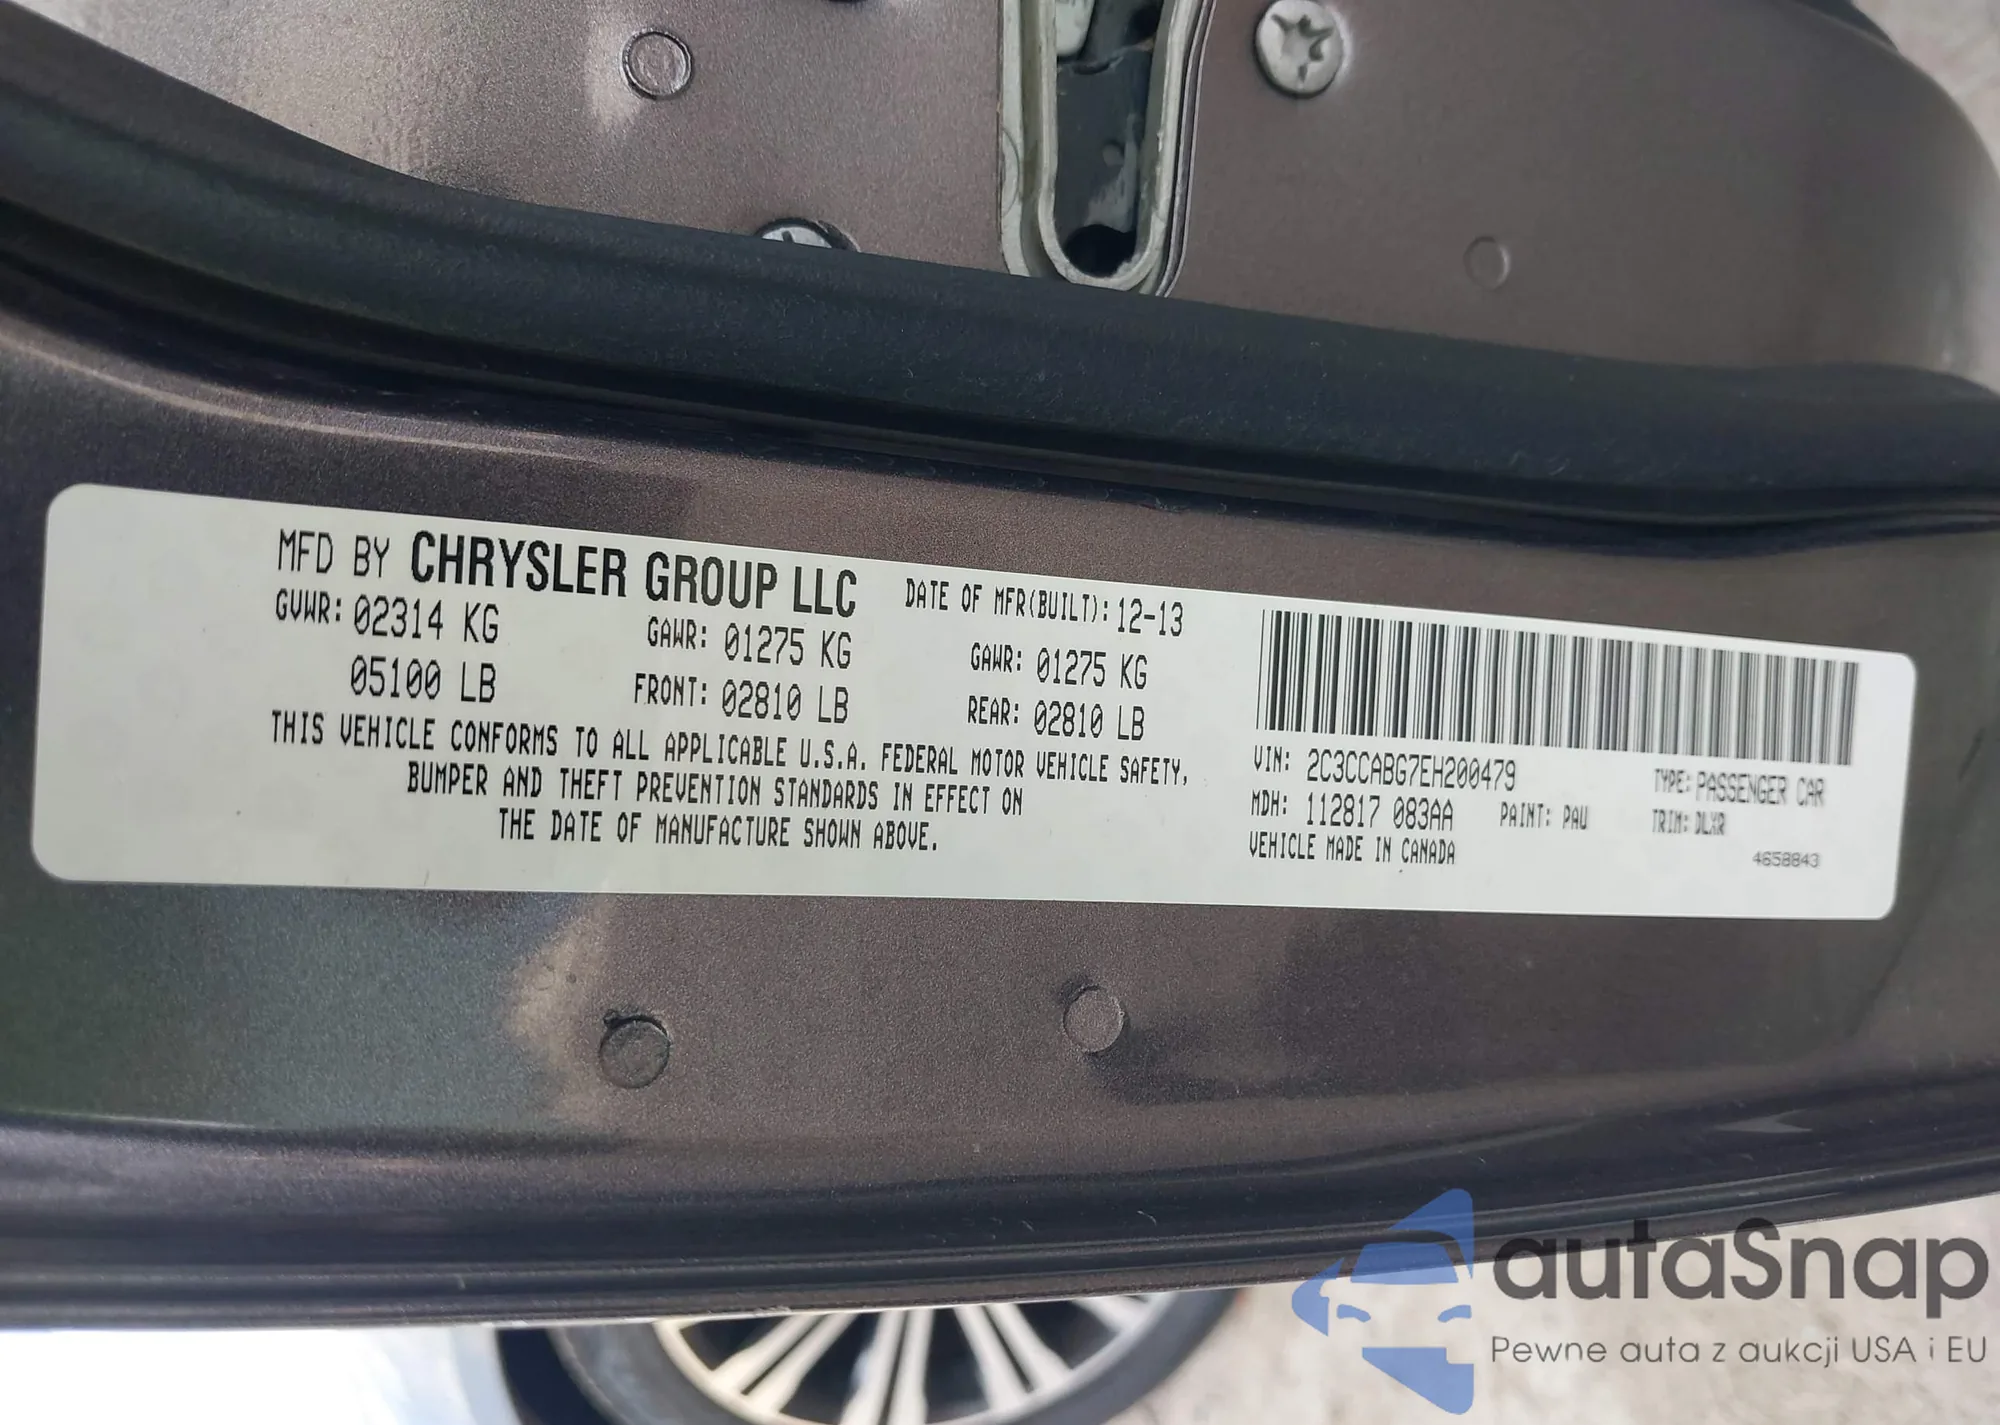 MFD BY CHRYSLER GROUP LLC DATE OF MFR(BUILT): 12-13
GVWR: 02314 KG GAWR: 01275 KG GAWR: 01275 KG
05100 LB FRONT: 02810 LB REAR: 02810 LB
THIS VEHICLE CONFORMS TO ALL APPLICABLE U.S.A. FEDERAL MOTOR VEHICLE SAFETY,
BUMPER AND THEFT PREVENTION STANDARDS IN EFFECT ON
THE DATE OF MANUFACTURE SHOWN ABOVE.
VIN: 2C3CCABG7EH200479 TYPE: PASSENGER CAR
MDH: 112817 083AA PAINT: PAU TRIM: DLXR
VEHICLE MADE IN CANADA 4658843
autaSnap
Pewne auta z aukcji USA i EU